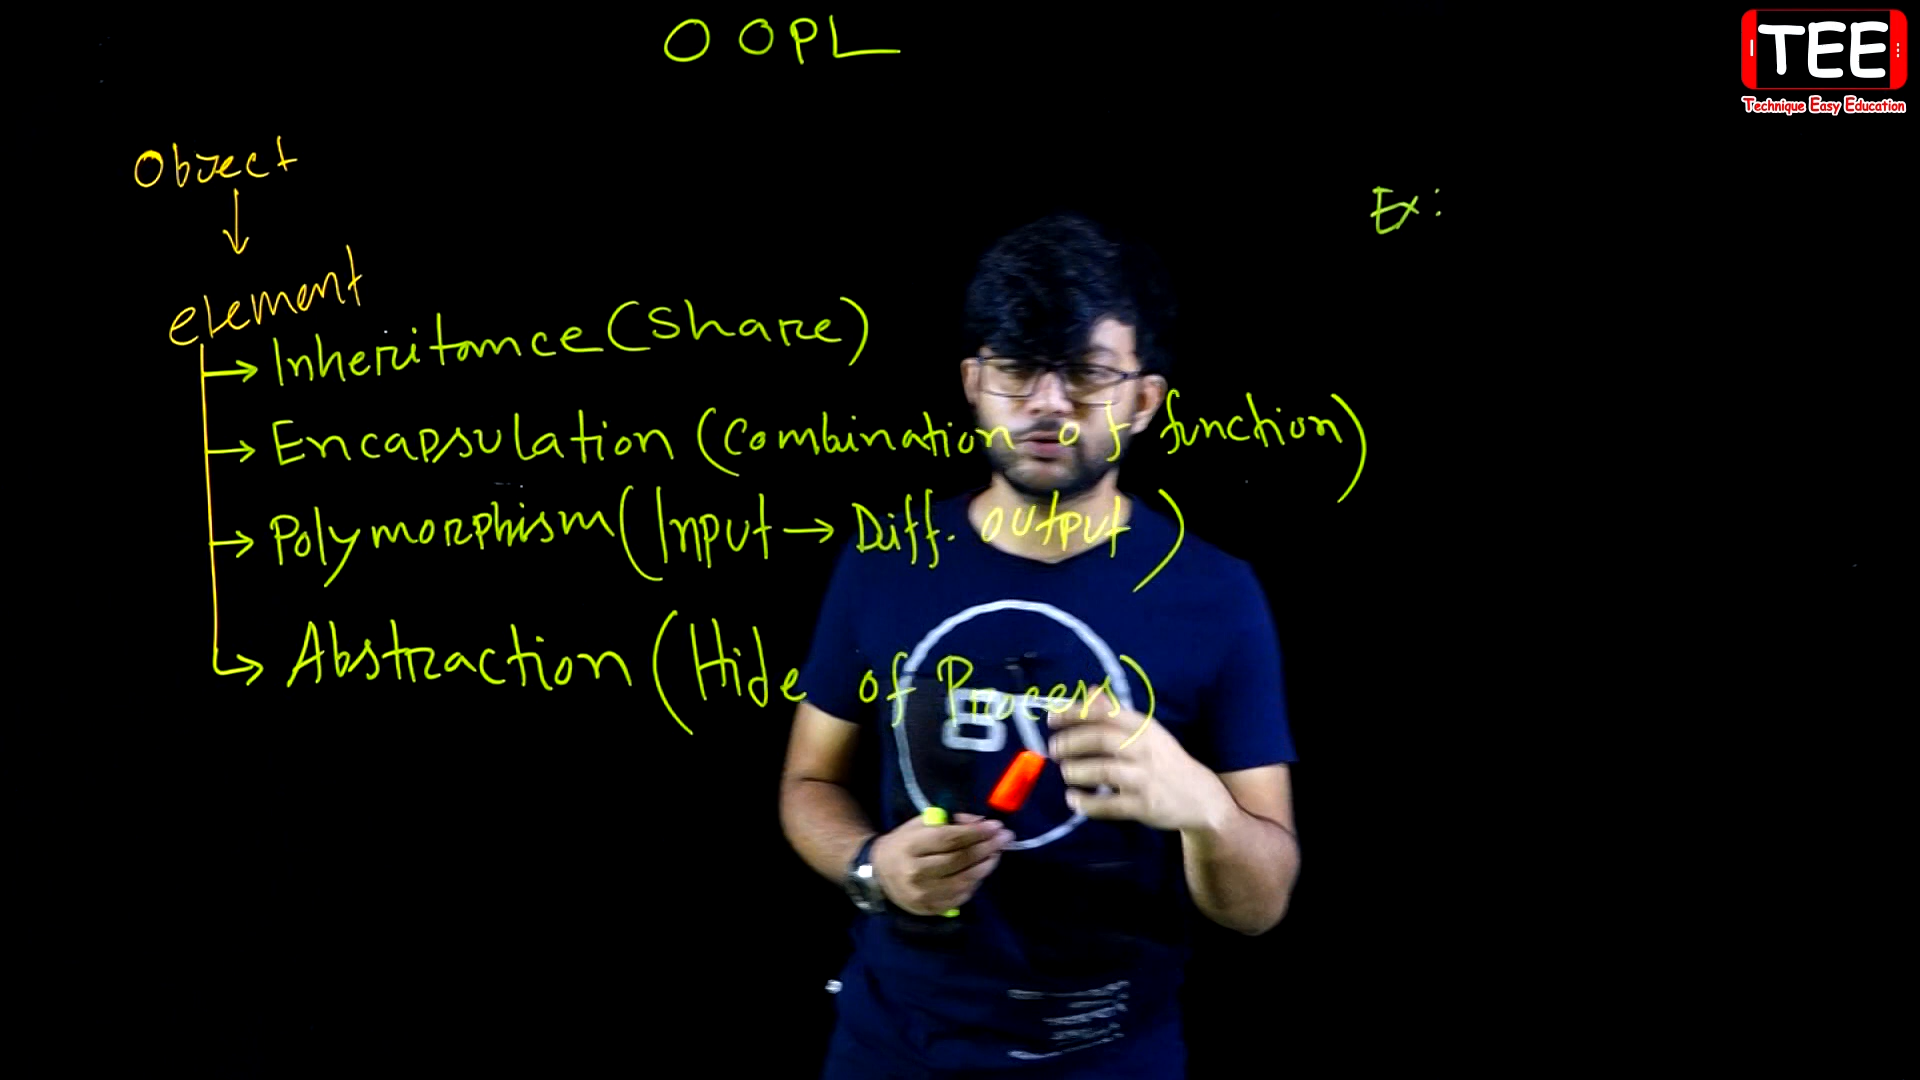 OOPL
TEE
Technique Easy Education
Object
Ex:
element
Inheritance (Share)
Encapsulation (Combination of function)
Polymorphism (Input → Diff. output)
Abstraction (Hide of Process)